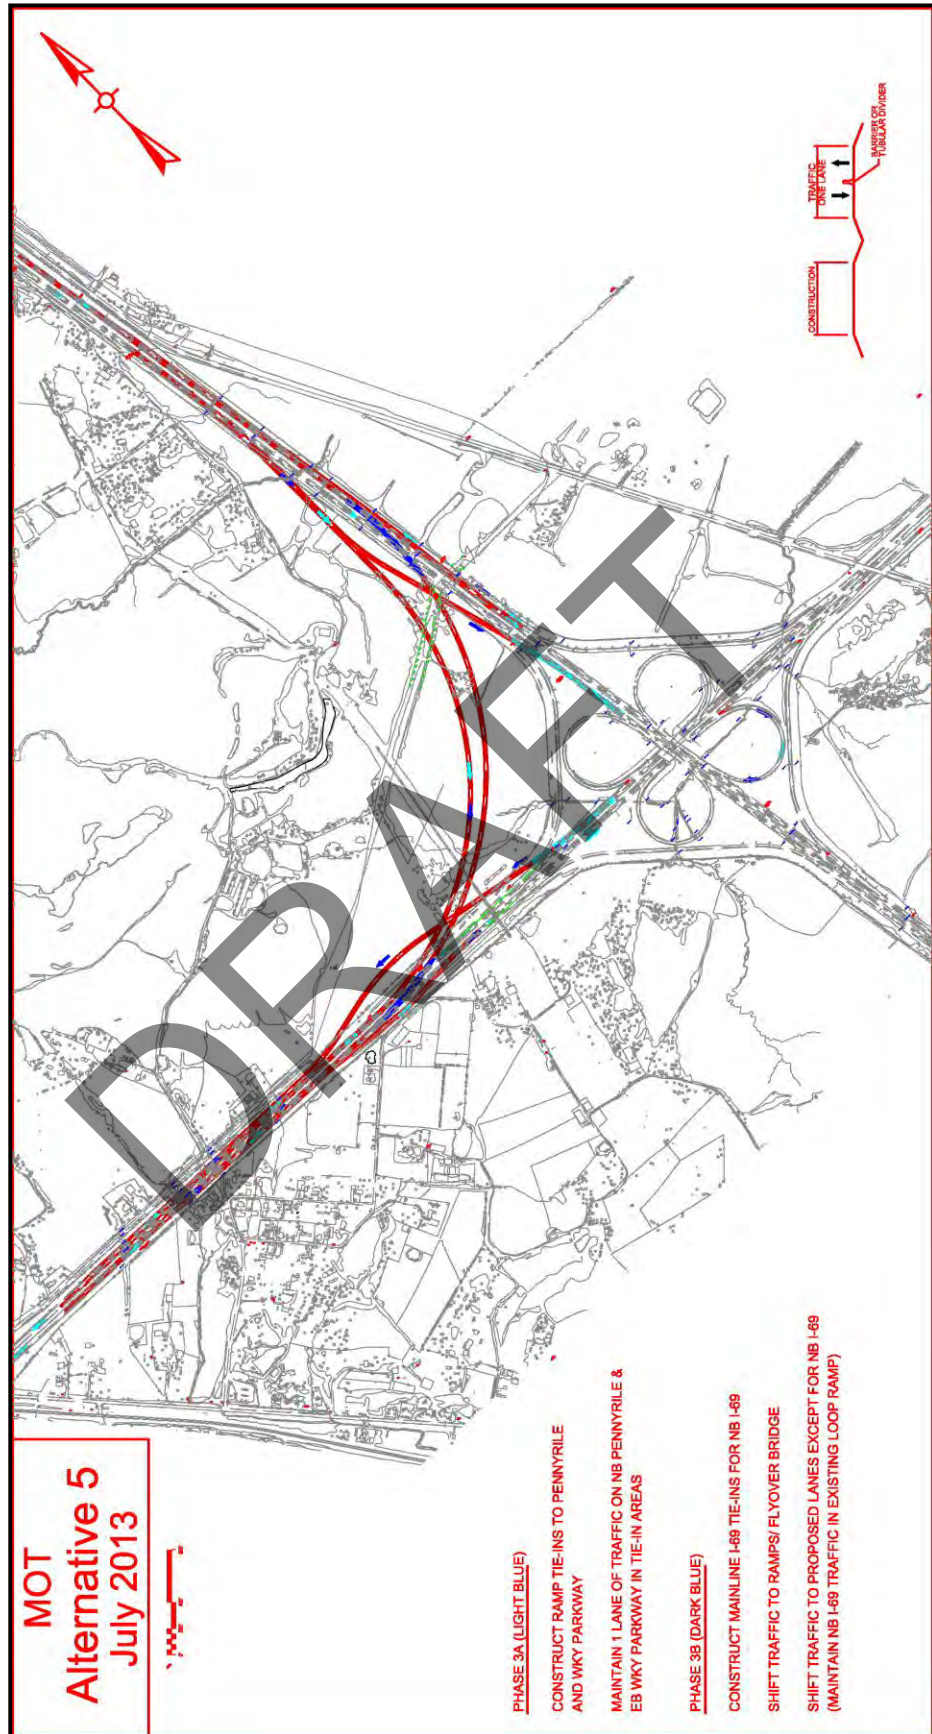 MOT
Alternative 5
July 2013
PHASE 3A (LIGHT BLUE)
CONSTRUCT RAMP TIE-INS TO PENNYRILE
AND WKY PARKWAY
MAINTAIN 1 LANE OF TRAFFIC ON NB PENNYRILE &
EB WKY PARKWAY IN TIE-IN AREAS
PHASE 3B (DARK BLUE)
CONSTRUCT MAINLINE I-69 TIE-INS FOR NB I-69
SHIFT TRAFFIC TO RAMPS/ FLYOVER BRIDGE
SHIFT TRAFFIC TO PROPOSED LANES EXCEPT FOR NB I-69
(MAINTAIN NB I-69 TRAFFIC IN EXISTING LOOP RAMP)
CONSTRUCTION
TRAFFIC
ONE LANE
BARRIER OR
TUBULAR DIVIDER
DRAFT